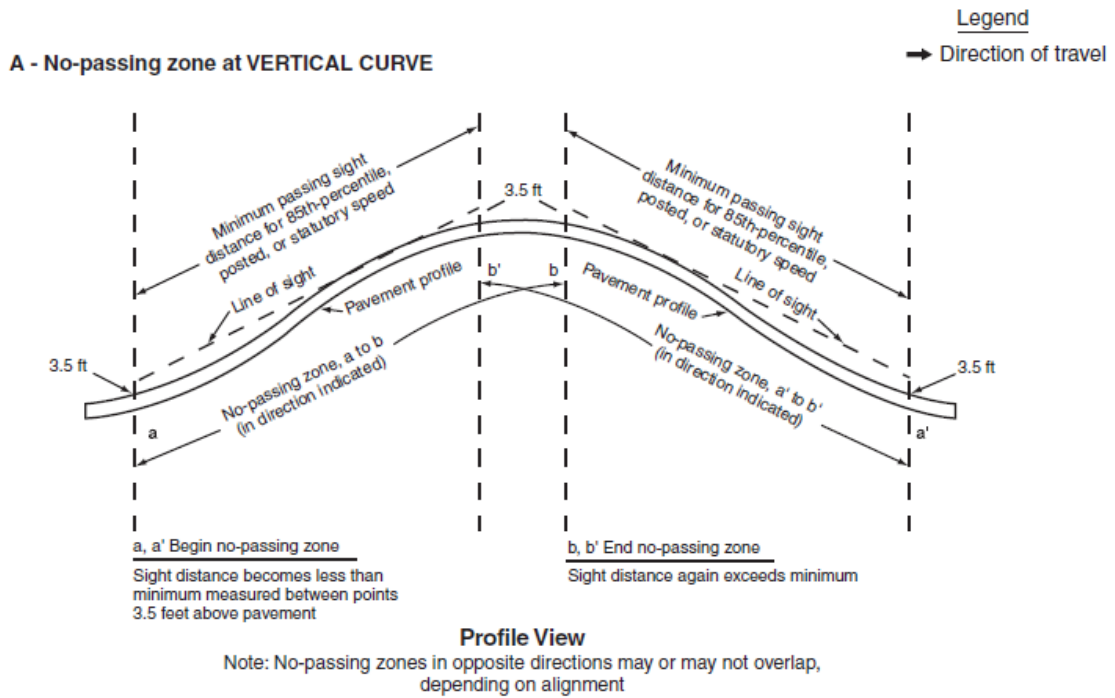 Legend
Direction of travel
A - No-passing zone at VERTICAL CURVE
Minimum passing sight
distance for 85th-percentile,
posted, or statutory speed
3.5 ft
Minimum passing sight
distance for 85th-percentile,
posted, or statutory speed
Line of sight
Pavement profile
b'
b
Pavement profile
Line of sight
3.5 ft
No-passing zone, a to b
(in direction indicated)
No-passing zone, a' to b'
(in direction indicated)
3.5 ft
a
a'
a, a' Begin no-passing zone
Sight distance becomes less than
minimum measured between points
3.5 feet above pavement
b, b' End no-passing zone
Sight distance again exceeds minimum
Profile View
Note: No-passing zones in opposite directions may or may not overlap,
depending on alignment